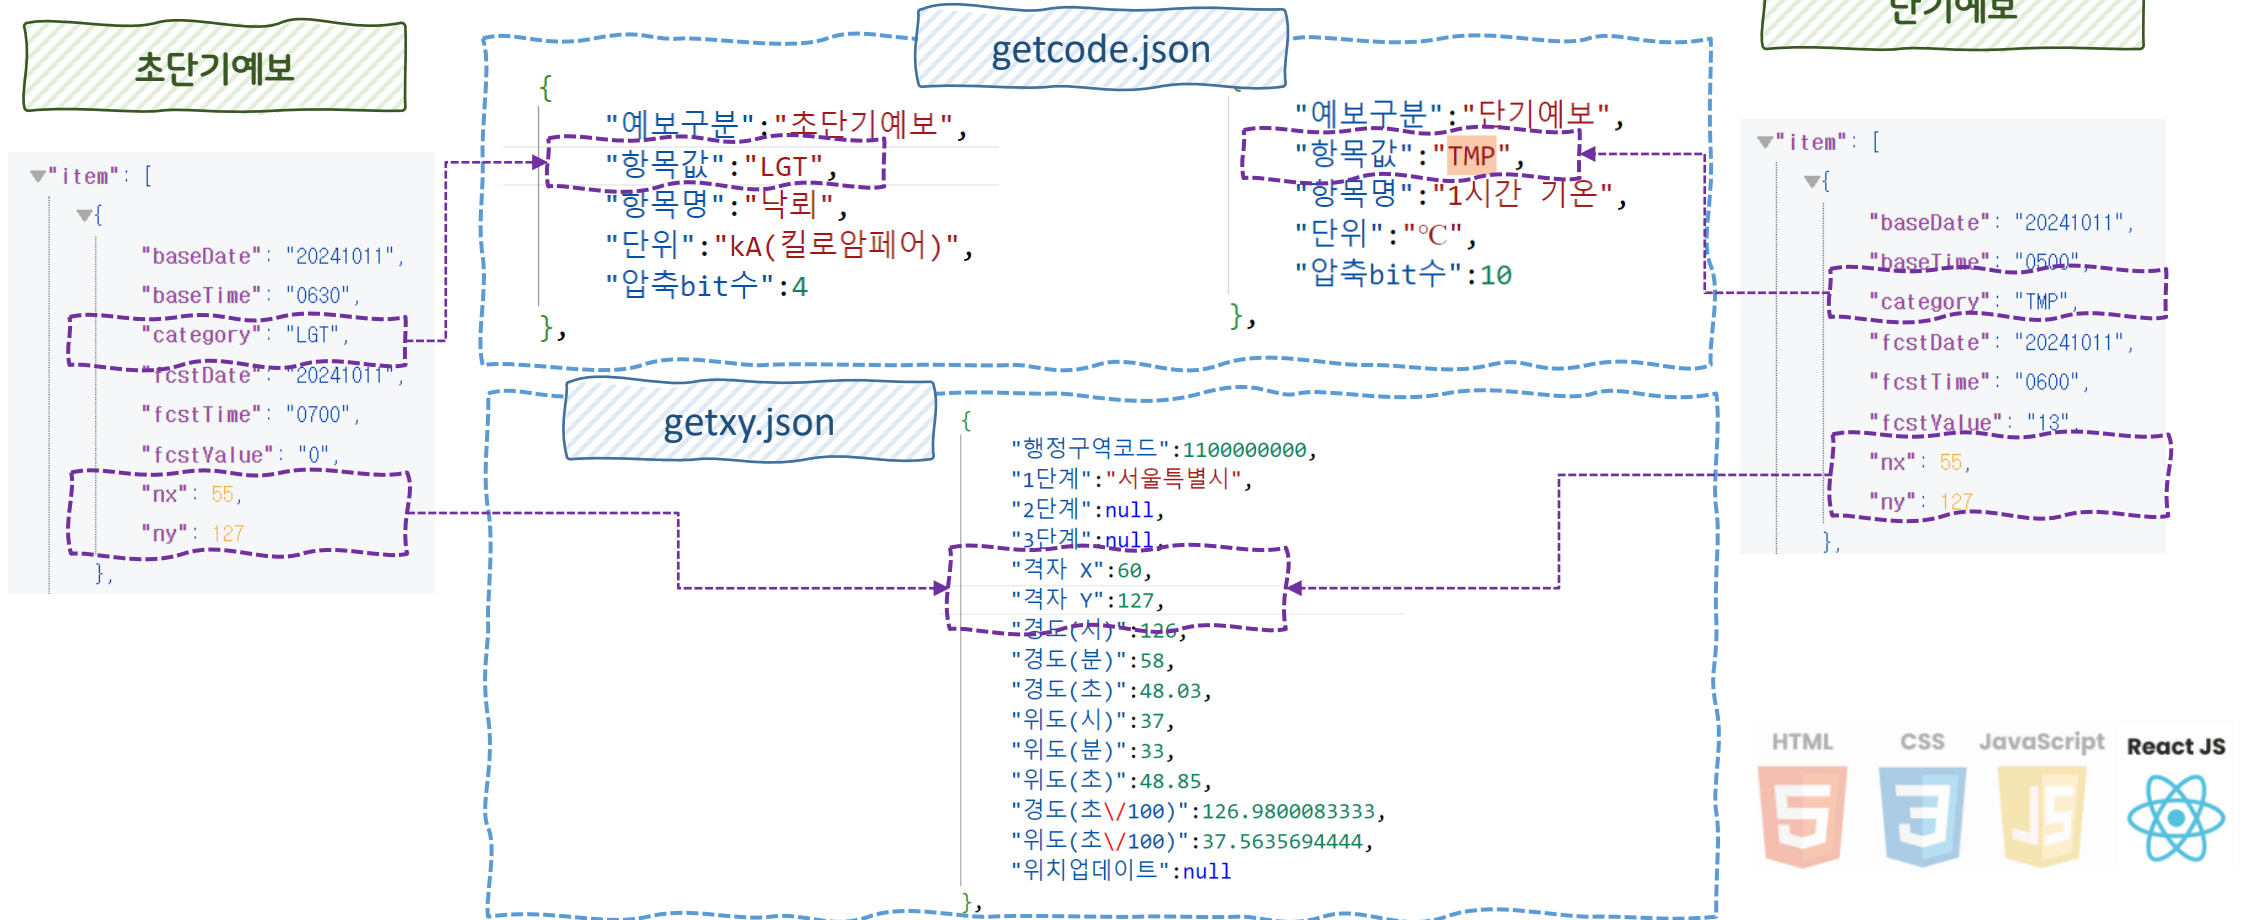 초단기예보
"item": [
{
"baseDate": "20241011",
"baseTime": "0630",
"category": "LGT",
"fcstDate": "20241011",
"fcstTime": "0700",
"fcstValue": "0",
"nx": 55,
"ny": 127
},
getcode.json
{
"예보구분":"초단기예보",
"항목값":"LGT",
"항목명":"낙뢰",
"단위":"kA(킬로암페어)",
"압축bit수":4
},
{
"예보구분":"단기예보",
"항목값":"TMP",
"항목명":"1시간 기온",
"단위":"℃",
"압축bit수":10
},
getxy.json
{
"행정구역코드":1100000000,
"1단계":"서울특별시",
"2단계":null,
"3단계":null,
"격자 X":60,
"격자 Y":127,
"경도(시)":126,
"경도(분)":58,
"경도(초)":48.03,
"위도(시)":37,
"위도(분)":33,
"위도(초)":48.85,
"경도(초\/100)":126.9800083333,
"위도(초\/100)":37.5635694444,
"위치업데이트":null
},
단기예보
"item": [
{
"baseDate": "20241011",
"baseTime": "0500",
"category": "TMP",
"fcstDate": "20241011",
"fcstTime": "0600",
"fcstValue": "13",
"nx": 55,
"ny": 127
},
HTML CSS JavaScript React JS
5 3 JS